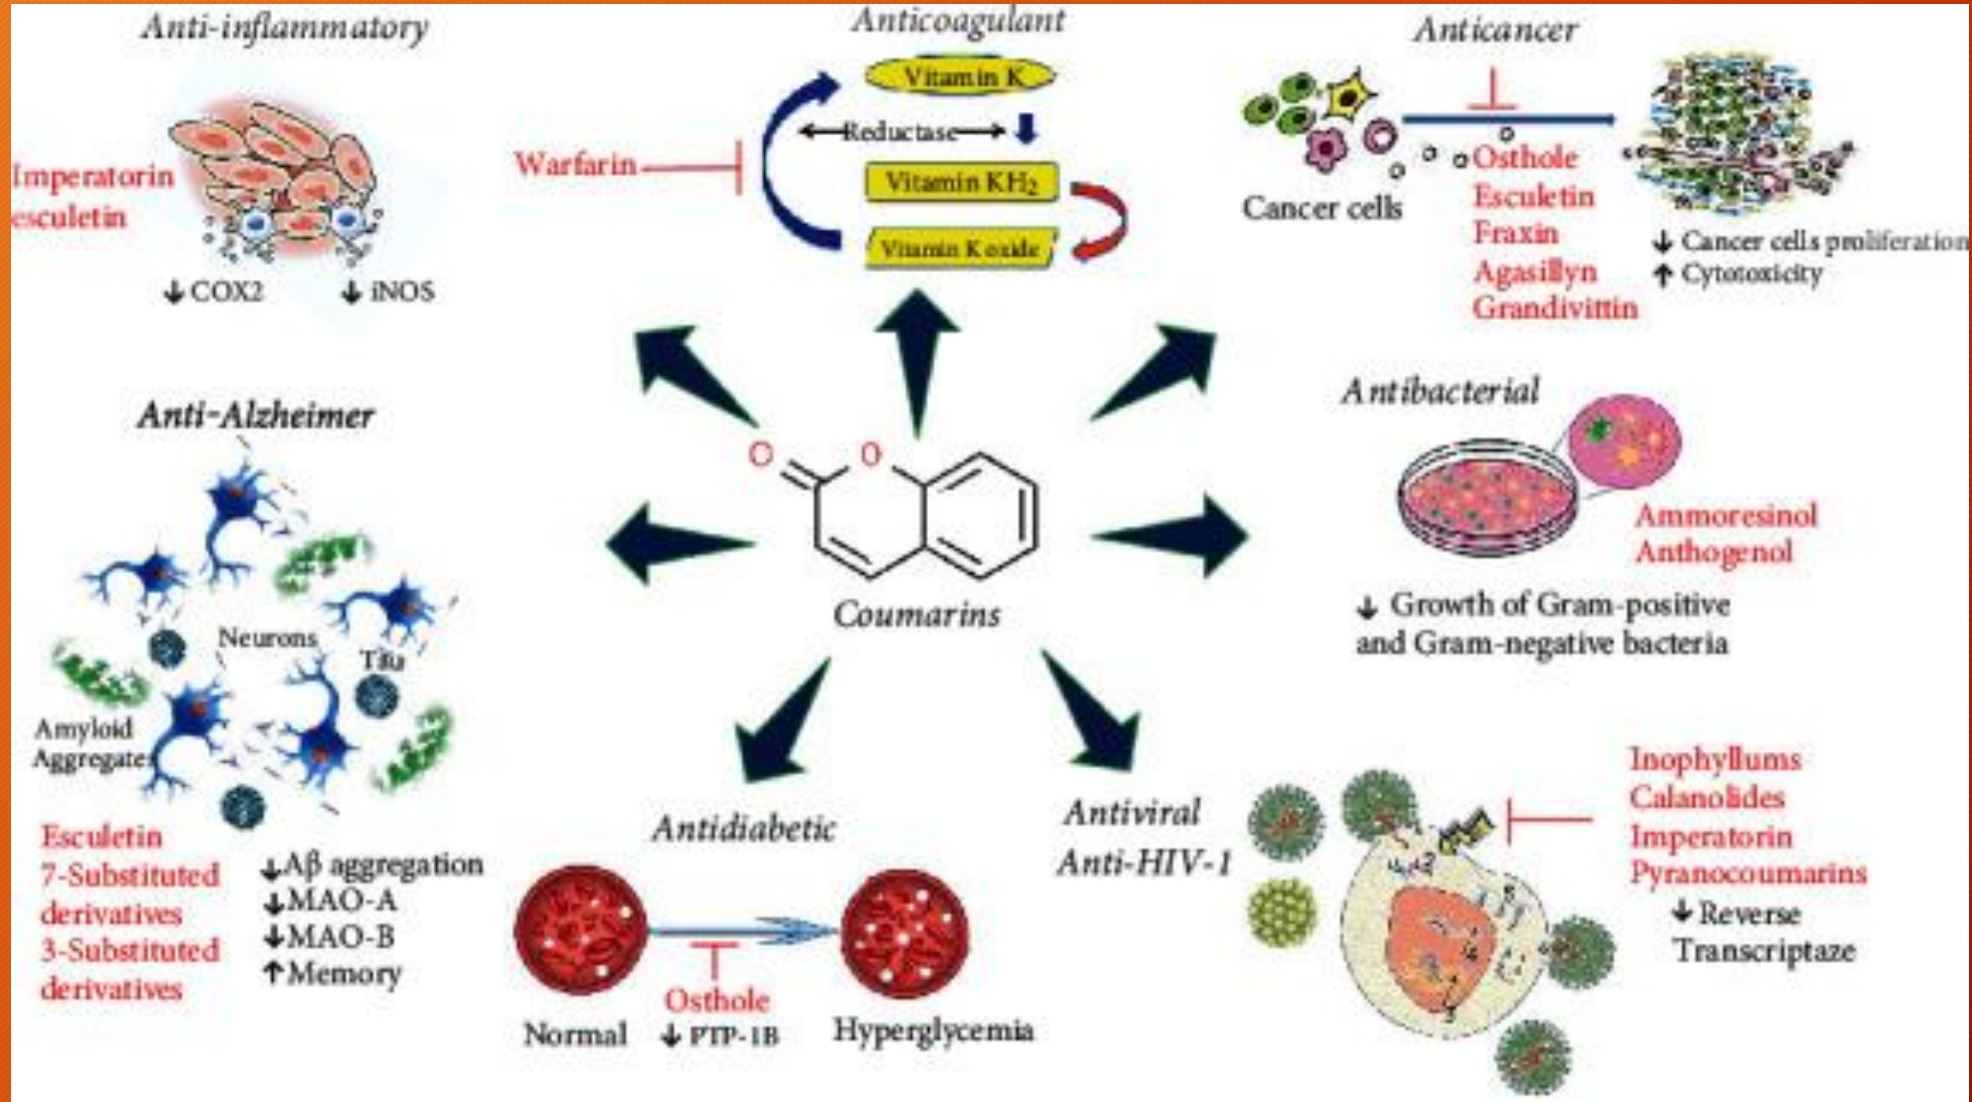 Anti-inflammatory
Imperatorin
esculetin
↓ COX2
↓ iNOS
Anticoagulant
Vitamin K
Reductase
Warfarin
Vitamin KH₂
Vitamin K oxide
Anticancer
Cancer cells
Osthole
Esculetin
Fraxin
Agasillyn
Grandivittin
↓ Cancer cells proliferation
↑ Cytotoxicity
Anti-Alzheimer
Neurons
Tau
Amyloid
Aggregates
Esculetin
7-Substituted
derivatives
3-Substituted
derivatives
↓Aβ aggregation
↓MAO-A
↓MAO-B
↑Memory
O
O
Coumarins
Antibacterial
Ammoresinol
Anthogenol
↓ Growth of Gram-positive
and Gram-negative bacteria
Antidiabetic
Normal
Osthole
↓ PTP-1B
Hyperglycemia
Antiviral
Anti-HIV-1
Inophyllums
Calanolides
Imperatorin
Pyranocoumarins
↓ Reverse
Transcriptaze